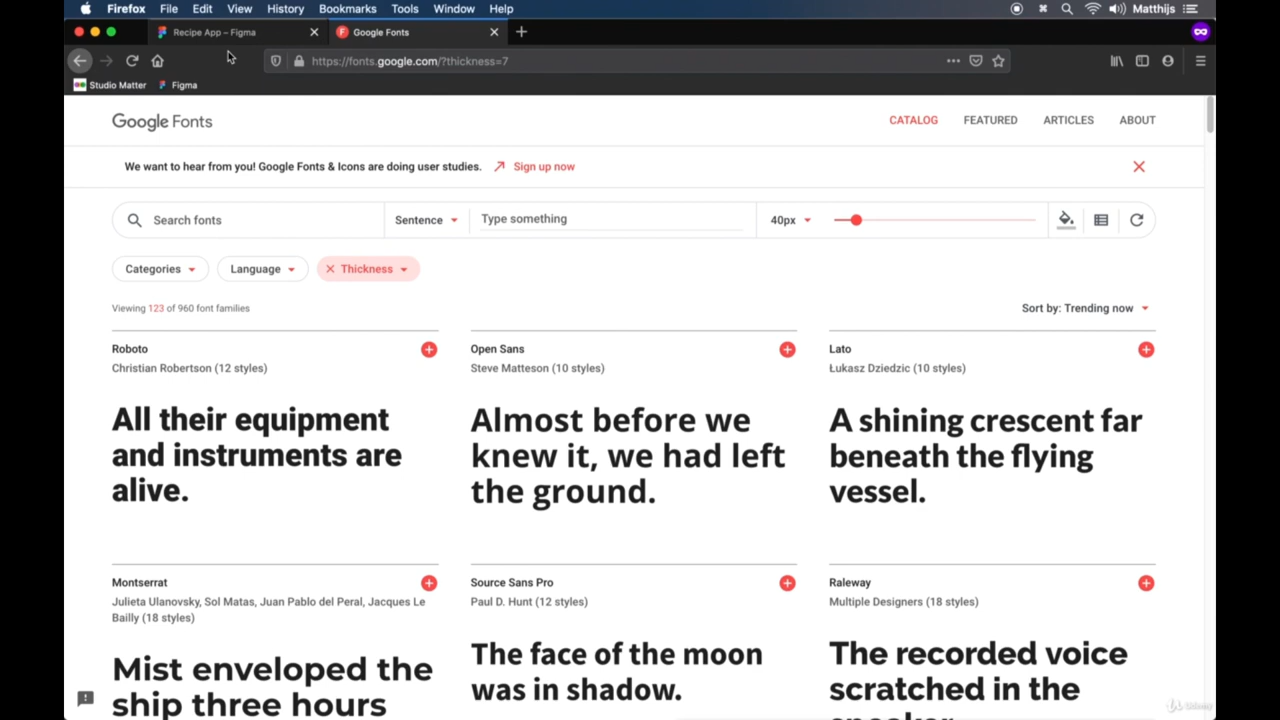 Firefox File Edit View History Bookmarks Tools Window Help Matthijs
Recipe App – Figma Google Fonts
https://fonts.google.com/?thickness=7
Studio Matter Figma
Google Fonts CATALOG FEATURED ARTICLES ABOUT
We want to hear from you! Google Fonts & Icons are doing user studies. Sign up now
Search fonts Sentence Type something 40px
Categories Language Thickness
Viewing 123 of 960 font families Sort by: Trending now
Roboto
Christian Robertson (12 styles)
All their equipment
and instruments are
alive.
Open Sans
Steve Matteson (10 styles)
Almost before we
knew it, we had left
the ground.
Lato
Łukasz Dziedzic (10 styles)
A shining crescent far
beneath the flying
vessel.
Montserrat
Julieta Ulanovsky, Sol Matas, Juan Pablo del Peral, Jacques Le
Bailly (18 styles)
Mist enveloped the
ship three hours
Source Sans Pro
Paul D. Hunt (12 styles)
The face of the moon
was in shadow.
Raleway
Multiple Designers (18 styles)
The recorded voice
scratched in the
speaker.
Udemy